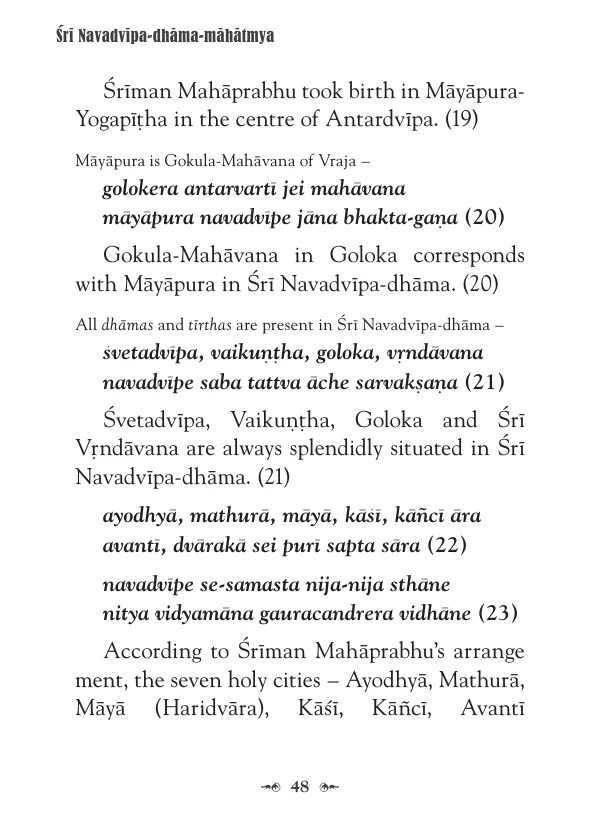 Śrī Navadvīpa-dhāma-māhātmya
Śrīman Mahāprabhu took birth in Māyāpura-
Yogapīṭha in the centre of Antardvīpa. (19)
Māyāpura is Gokula-Mahāvana of Vraja –
golokera antarvartī jei mahāvana
māyāpura navadvīpe jāna bhakta-gaṇa (20)
Gokula-Mahāvana in Goloka corresponds
with Māyāpura in Śrī Navadvīpa-dhāma. (20)
All dhāmas and tīrthas are present in Śrī Navadvīpa-dhāma –
śvetadvīpa, vaikuṇṭha, goloka, vṛndāvana
navadvīpe saba tattva āche sarvakṣaṇa (21)
Śvetadvīpa, Vaikuṇṭha, Goloka and Śrī
Vṛndāvana are always splendidly situated in Śrī
Navadvīpa-dhāma. (21)
ayodhyā, mathurā, māyā, kāśī, kāñcī āra
avantī, dvārakā sei purī sapta sāra (22)
navadvīpe se-samasta nija-nija sthāne
nitya vidyamāna gauracandrera vidhāne (23)
According to Śrīman Mahāprabhu’s arrange
ment, the seven holy cities – Ayodhyā, Mathurā,
Māyā (Haridvāra), Kāśī, Kāñcī, Avantī
48